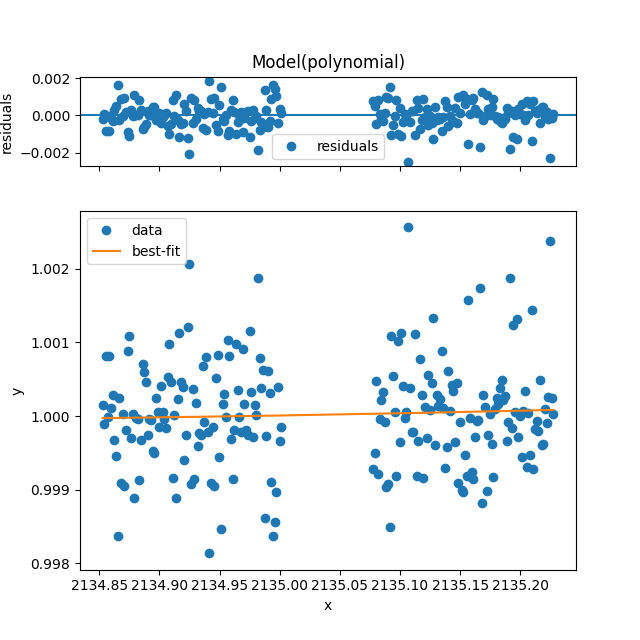 Model(polynomial)
0.002
0.000
−0.002
residuals
residuals
data
best-fit
1.002
1.001
1.000
0.999
0.998
y
2134.85 2134.90 2134.95 2135.00 2135.05 2135.10 2135.15 2135.20
x